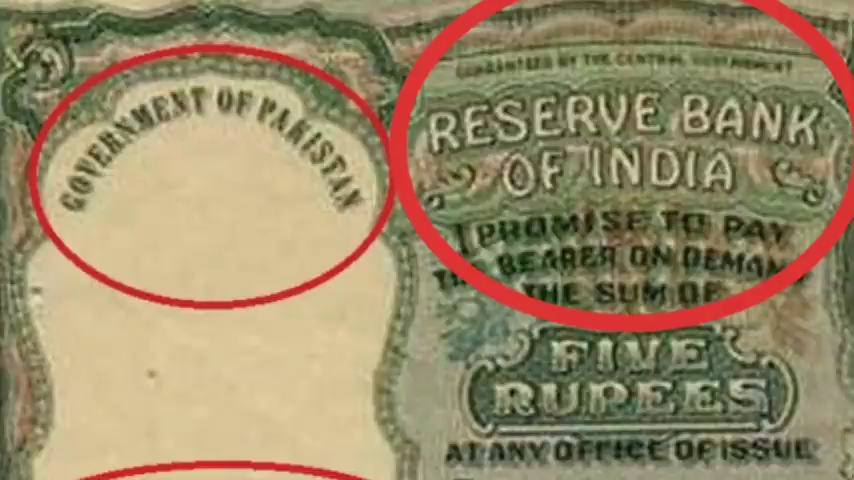 GOVERNMENT OF PAKISTAN
GUARANTEED BY THE CENTRAL GOVERNMENT
RESERVE BANK
OF INDIA
I PROMISE TO PAY
THE BEARER ON DEMAND
THE SUM OF
FIVE
RUPEES
AT ANY OFFICE OF ISSUE